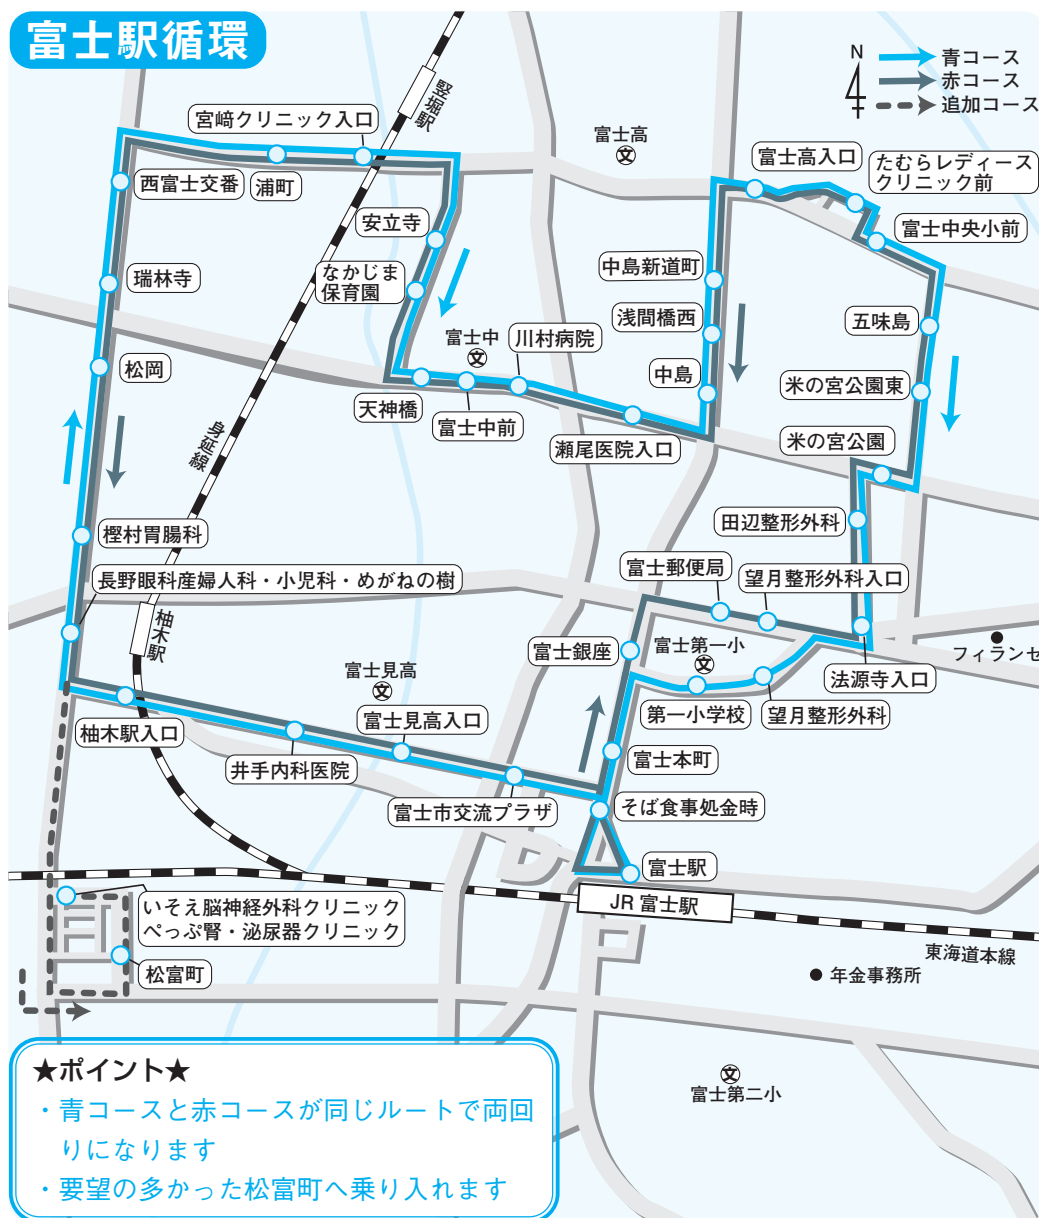 富士駅循環
N
青コース
赤コース
追加コース
竪堀駅
宮﨑クリニック入口
富士高
文
富士高入口
たむらレディース
クリニック前
西富士交番
浦町
安立寺
富士中央小前
なかじま
保育園
中島新道町
瑞林寺
浅間橋西
五味島
富士中
文
川村病院
松岡
中島
米の宮公園東
天神橋
富士中前
瀬尾医院入口
米の宮公園
身延線
樫村胃腸科
田辺整形外科
長野眼科産婦人科・小児科・めがねの樹
富士郵便局
望月整形外科入口
柚木駅
富士銀座
富士第一小
文
フィランセ
富士見高
文
法源寺入口
柚木駅入口
富士見高入口
第一小学校
望月整形外科
井手内科医院
富士本町
富士市交流プラザ
そば食事処金時
富士駅
JR 富士駅
いそえ脳神経外科クリニック
ぺっぷ腎・泌尿器クリニック
東海道本線
松富町
年金事務所
文
富士第二小
★ポイント★
・青コースと赤コースが同じルートで両回
りになります
・要望の多かった松富町へ乗り入れます